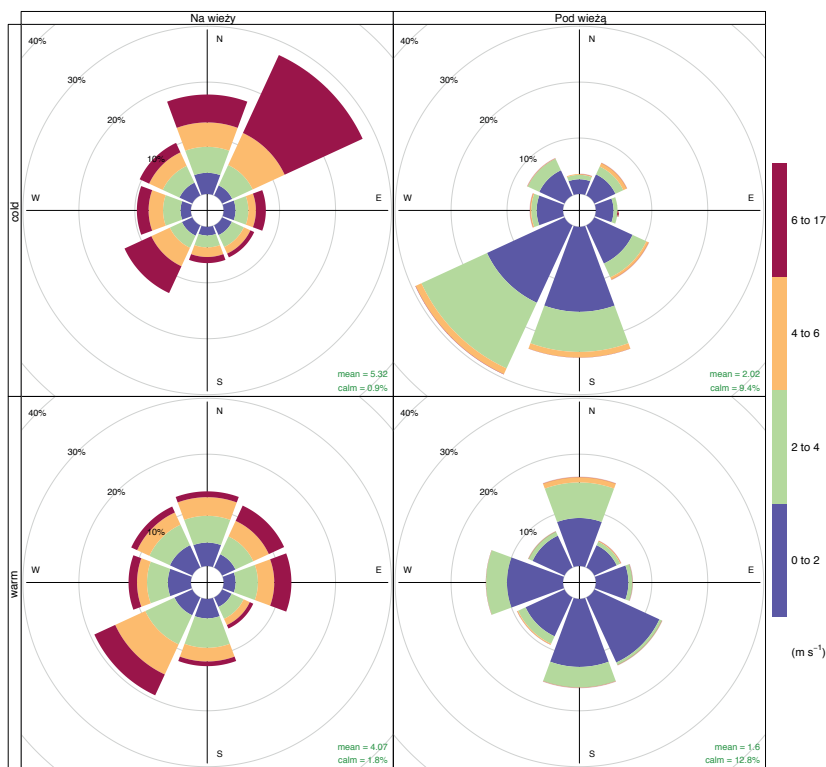 Na wieży
Pod wieżą
cold
40%
30%
20%
10%
N
W
E
S
mean = 5.32
calm = 0.9%
40%
30%
20%
10%
N
W
E
S
mean = 2.02
calm = 9.4%
warm
40%
30%
20%
10%
N
W
E
S
mean = 4.07
calm = 1.8%
40%
30%
20%
10%
N
W
E
S
mean = 1.6
calm = 12.8%
6 to 17
4 to 6
2 to 4
0 to 2
(m s⁻¹)